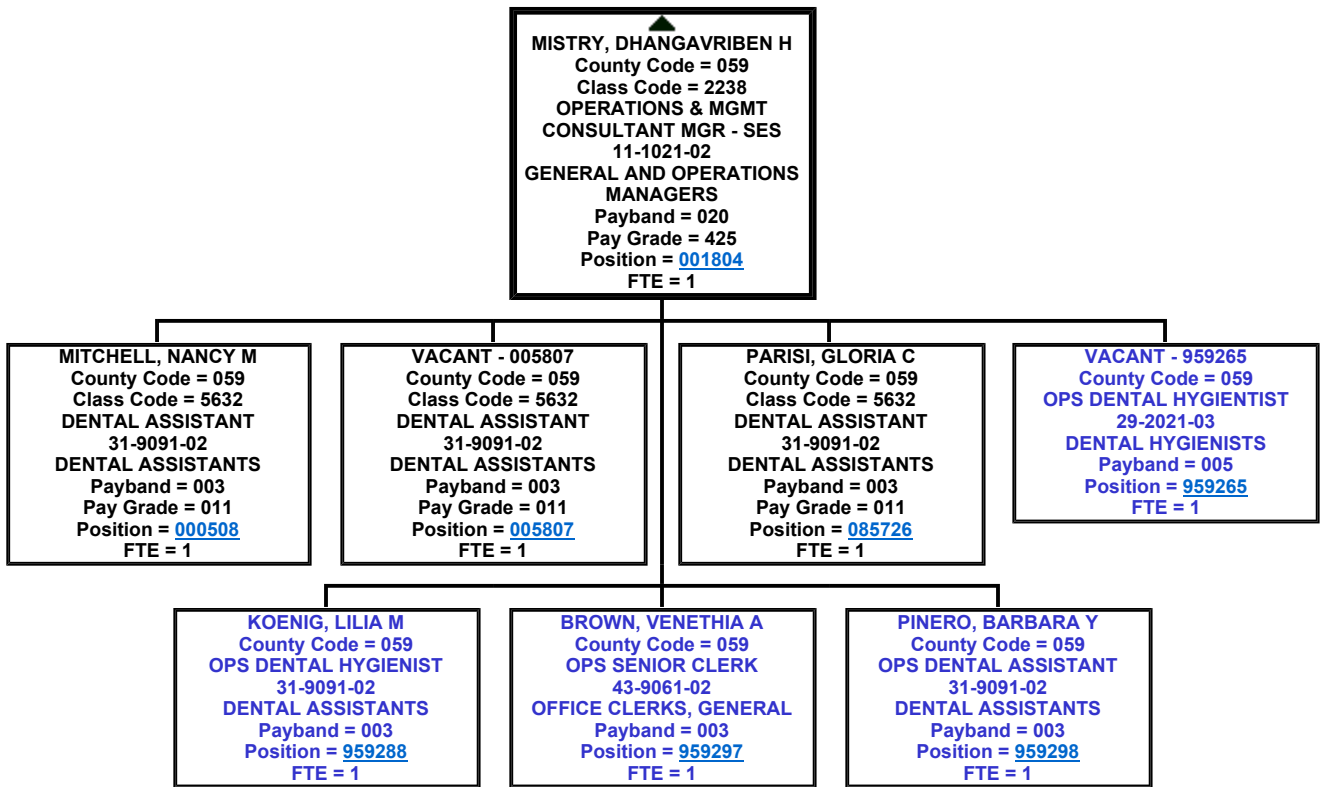 MISTRY, DHANGAVRIBEN H
County Code = 059
Class Code = 2238
OPERATIONS & MGMT
CONSULTANT MGR - SES
11-1021-02
GENERAL AND OPERATIONS
MANAGERS
Payband = 020
Pay Grade = 425
Position = 001804
FTE = 1
MITCHELL, NANCY M
County Code = 059
Class Code = 5632
DENTAL ASSISTANT
31-9091-02
DENTAL ASSISTANTS
Payband = 003
Pay Grade = 011
Position = 000508
FTE = 1
VACANT - 005807
County Code = 059
Class Code = 5632
DENTAL ASSISTANT
31-9091-02
DENTAL ASSISTANTS
Payband = 003
Pay Grade = 011
Position = 005807
FTE = 1
PARISI, GLORIA C
County Code = 059
Class Code = 5632
DENTAL ASSISTANT
31-9091-02
DENTAL ASSISTANTS
Payband = 003
Pay Grade = 011
Position = 085726
FTE = 1
VACANT - 959265
County Code = 059
OPS DENTAL HYGIENTIST
29-2021-03
DENTAL HYGIENISTS
Payband = 005
Position = 959265
FTE = 1
KOENIG, LILIA M
County Code = 059
OPS DENTAL HYGIENIST
31-9091-02
DENTAL ASSISTANTS
Payband = 003
Position = 959288
FTE = 1
BROWN, VENETHIA A
County Code = 059
OPS SENIOR CLERK
43-9061-02
OFFICE CLERKS, GENERAL
Payband = 003
Position = 959297
FTE = 1
PINERO, BARBARA Y
County Code = 059
OPS DENTAL ASSISTANT
31-9091-02
DENTAL ASSISTANTS
Payband = 003
Position = 959298
FTE = 1